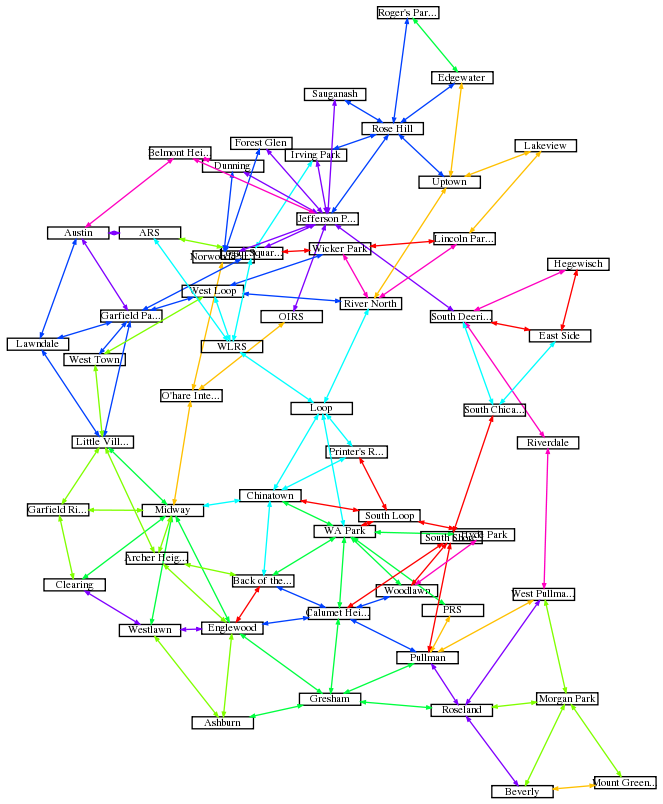 Roger's Par...
Edgewater
Sauganash
Rose Hill
Forest Glen
Lakeview
Belmont Hei...
Irving Park
Dunning
Uptown
Jefferson P...
Austin
ARS
Lincoln Par...
Wicker Park
Norwood
Squar...
Hegewisch
West Loop
River North
Garfield Pa...
OIRS
South Deeri...
East Side
Lawndale
WLRS
West Town
O'hare Inte...
Loop
South Chica...
Little Vill...
Riverdale
Printer's R...
Chinatown
Garfield Ri...
Midway
South Loop
WA Park
South Shore
Hyde Park
Archer Heig...
Back of the...
Clearing
Woodlawn
West Pullma...
PRS
Calumet Hei...
Westlawn
Englewood
Pullman
Gresham
Morgan Park
Roseland
Ashburn
Mount Green...
Beverly